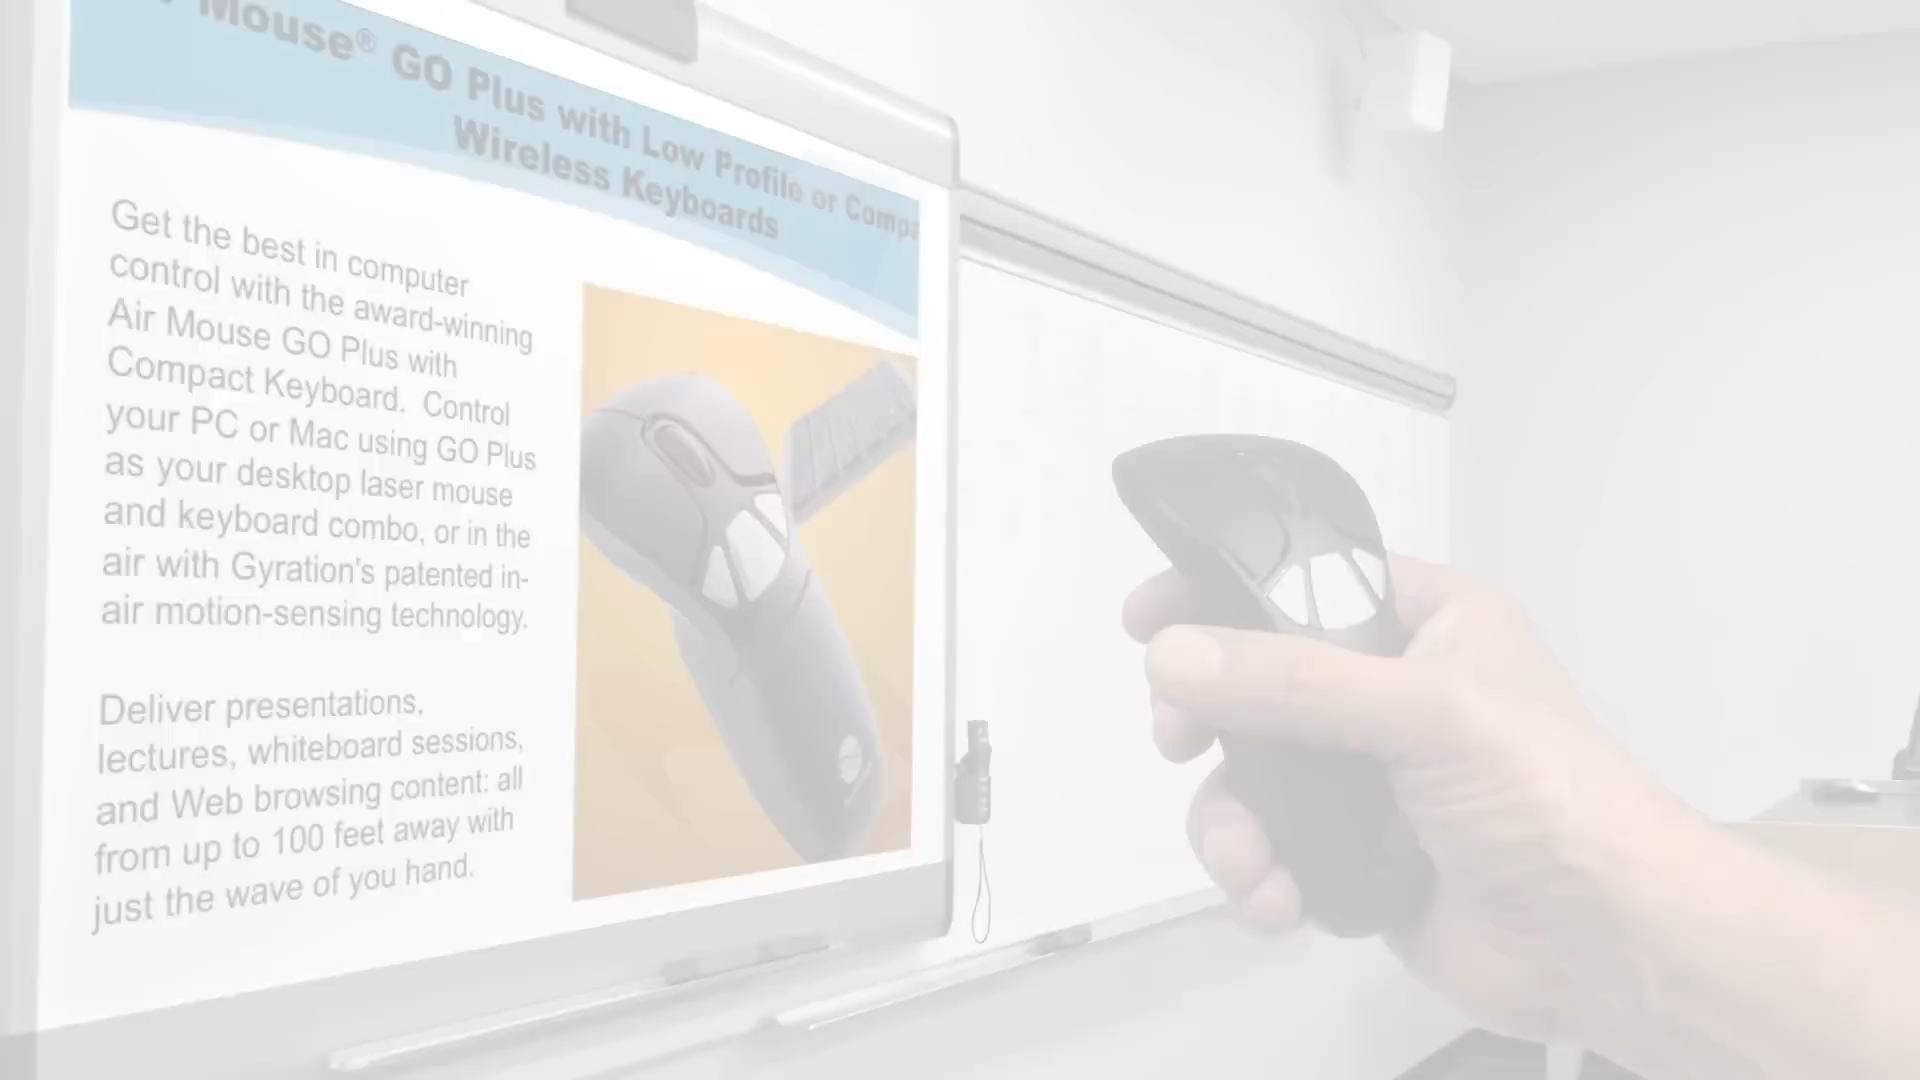 Mouse® GO Plus with Low Profile or Compa
Wireless Keyboards
Get the best in computer
control with the award-winning
Air Mouse GO Plus with
Compact Keyboard. Control
your PC or Mac using GO Plus
as your desktop laser mouse
and keyboard combo, or in the
air with Gyration's patented in-
air motion-sensing technology.
Deliver presentations,
lectures, whiteboard sessions,
and Web browsing content: all
from up to 100 feet away with
just the wave of you hand.